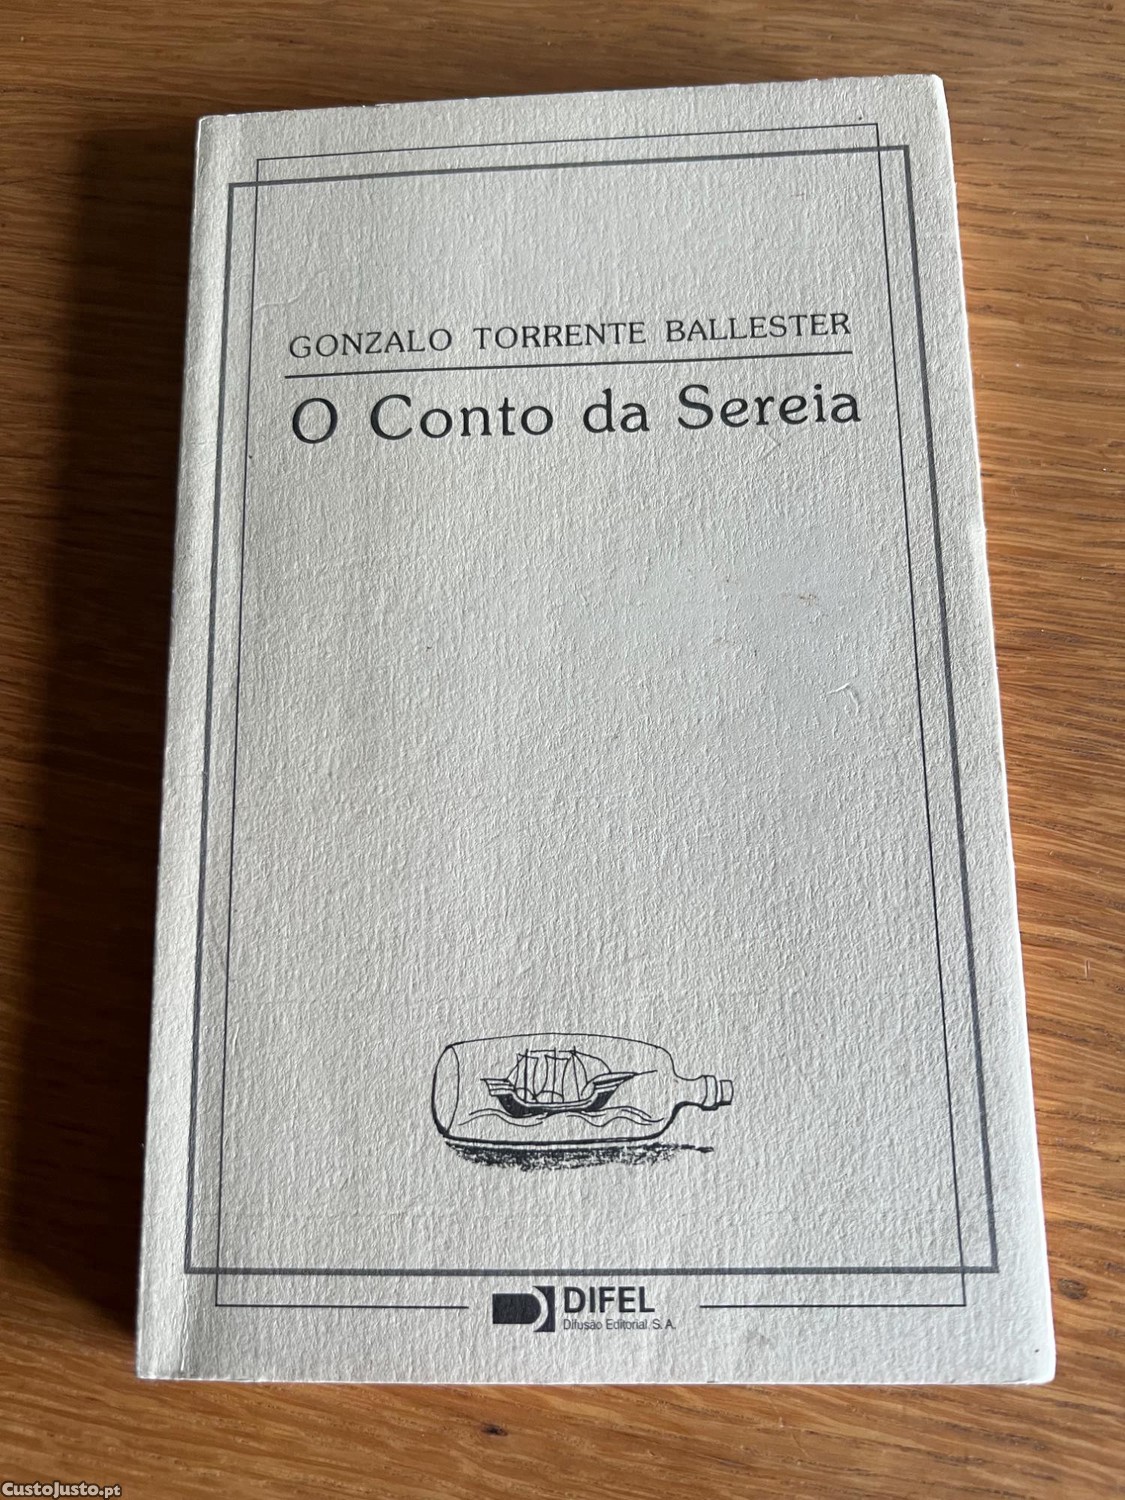 GONZALO TORRENTE BALLESTER
O Conto da Sereia
DIFEL
Difusão Editorial, S. A.
CustoJusto.pt